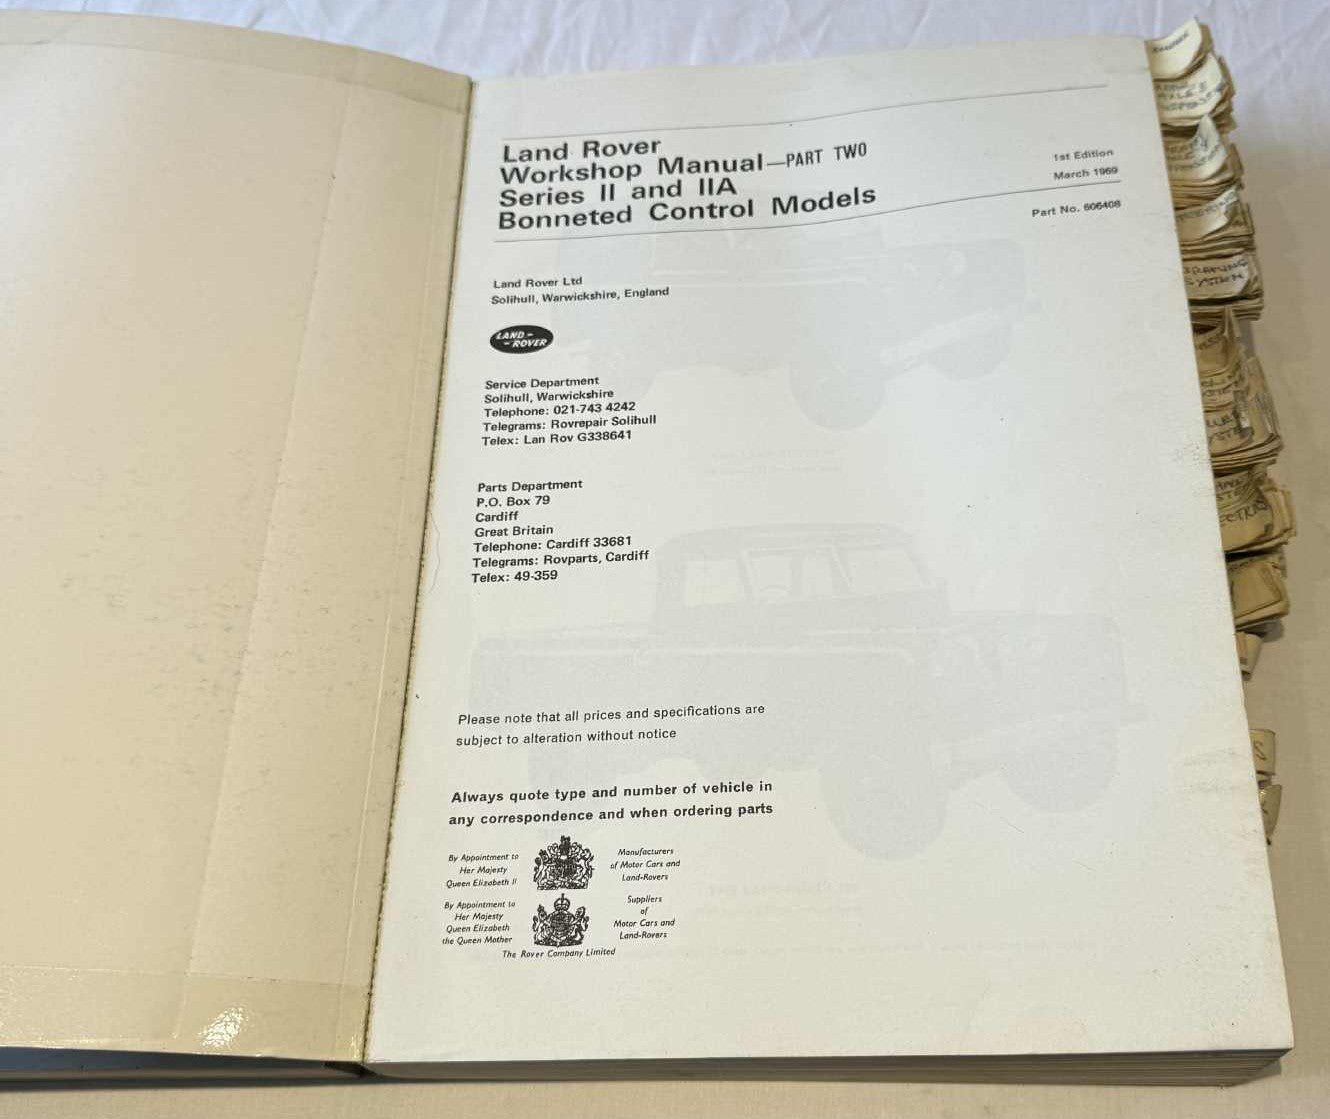 Land Rover
Workshop Manual—PART TWO
Series II and IIA
Bonneted Control Models
1st Edition
March 1969
Part No. 606408
Land Rover Ltd
Solihull, Warwickshire, England
LAND-
-ROVER
Service Department
Solihull, Warwickshire
Telephone: 021-743 4242
Telegrams: Rovrepair Solihull
Telex: Lan Rov G338641
Parts Department
P.O. Box 79
Cardiff
Great Britain
Telephone: Cardiff 33681
Telegrams: Rovparts, Cardiff
Telex: 49-359
Please note that all prices and specifications are
subject to alteration without notice
Always quote type and number of vehicle in
any correspondence and when ordering parts
By Appointment to
Her Majesty
Queen Elizabeth II
Manufacturers
of Motor Cars and
Land-Rovers
By Appointment to
Her Majesty
Queen Elizabeth
the Queen Mother
Suppliers
of
Motor Cars and
Land-Rovers
The Rover Company Limited